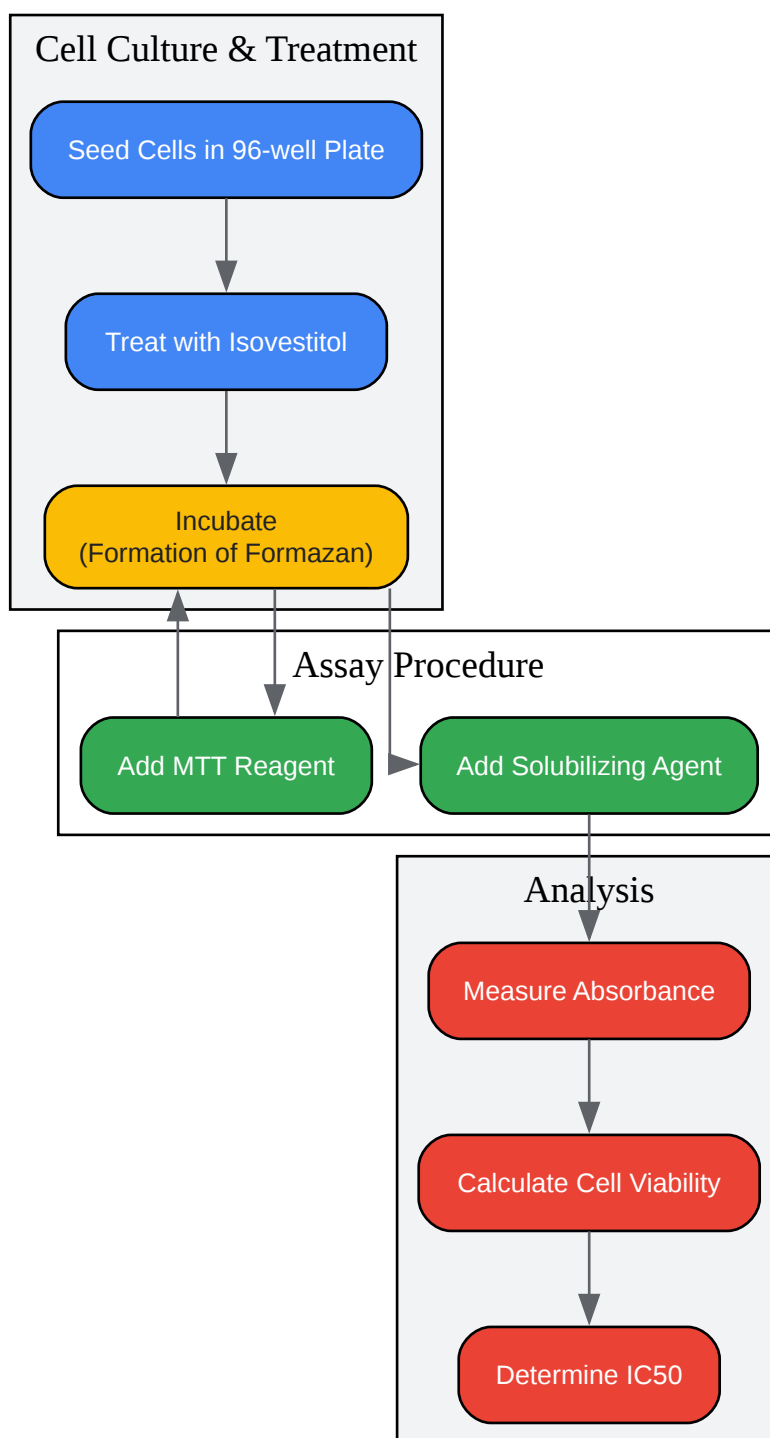 Cell Culture & Treatment
Seed Cells in 96-well Plate
Treat with Isovestitol
Incubate
(Formation of Formazan)
Assay Procedure
Add MTT Reagent
Add Solubilizing Agent
Analysis
Measure Absorbance
Calculate Cell Viability
Determine IC50